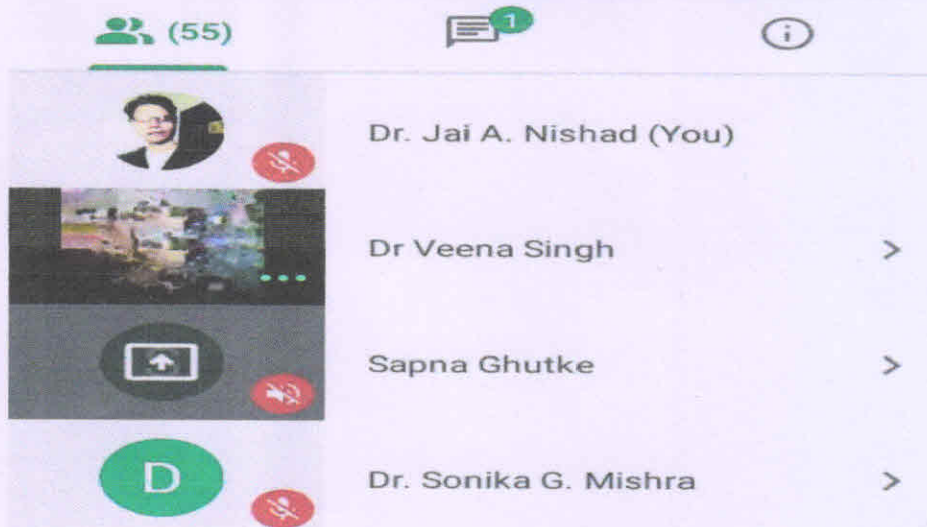 (55)
1
Dr. Jai A. Nishad (You)
Dr Veena Singh
Sapna Ghutke
D
Dr. Sonika G. Mishra